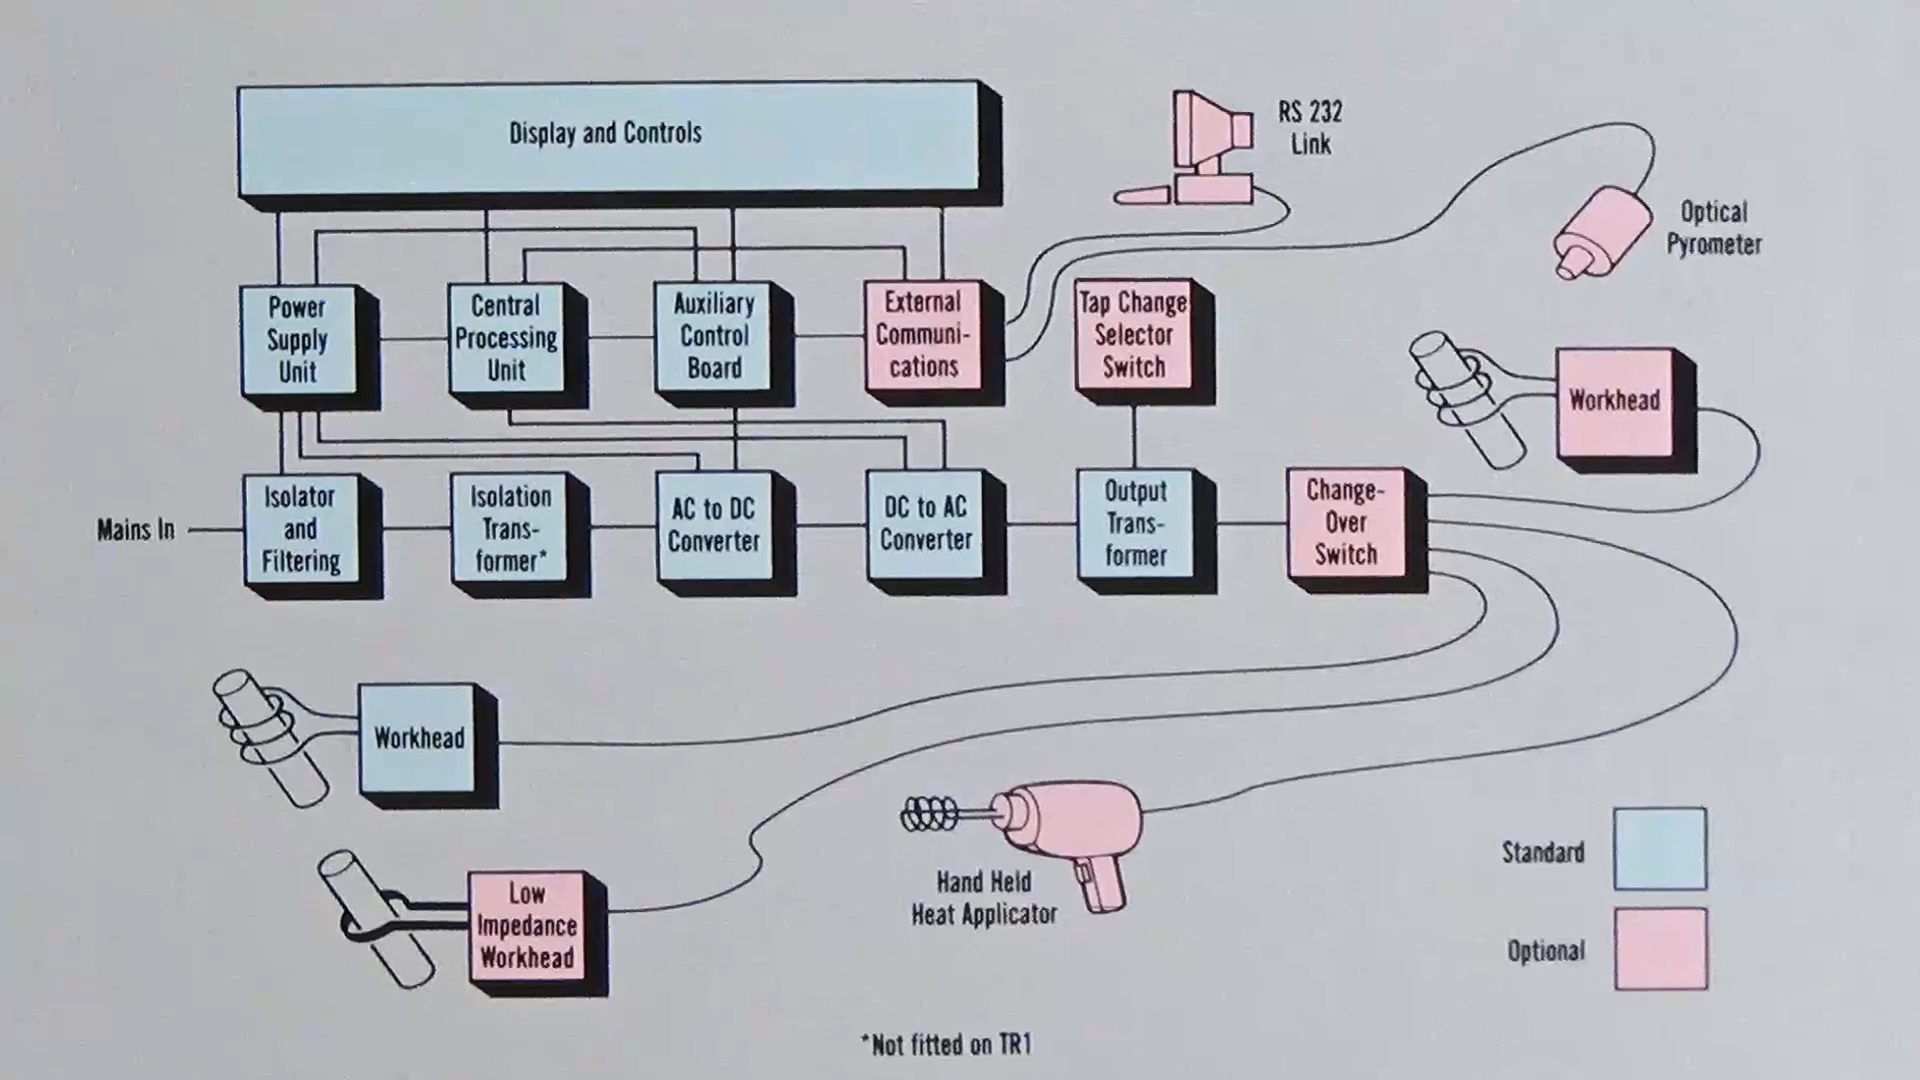 Display and Controls
RS 232
Link
Optical
Pyrometer
Power
Supply
Unit
Central
Processing
Unit
Auxiliary
Control
Board
External
Communi-
cations
Tap Change
Selector
Switch
Workhead
Mains In
Isolator
and
Filtering
Isolation
Trans-
former*
AC to DC
Converter
DC to AC
Converter
Output
Trans-
former
Change-
Over
Switch
Workhead
Low
Impedance
Workhead
Hand Held
Heat Applicator
Standard
Optional
*Not fitted on TR1